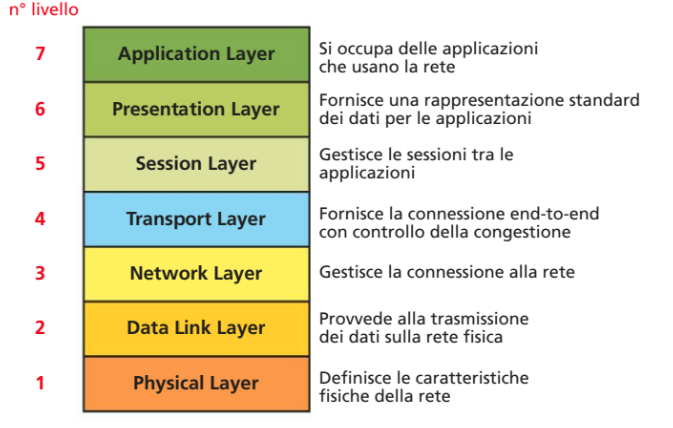 n° livello
7
Application Layer
Si occupa delle applicazioni
che usano la rete
6
Presentation Layer
Fornisce una rappresentazione standard
dei dati per le applicazioni
5
Session Layer
Gestisce le sessioni tra le
applicazioni
4
Transport Layer
Fornisce la connessione end-to-end
con controllo della congestione
3
Network Layer
Gestisce la connessione alla rete
2
Data Link Layer
Provvede alla trasmissione
dei dati sulla rete fisica
1
Physical Layer
Definisce le caratteristiche
fisiche della rete